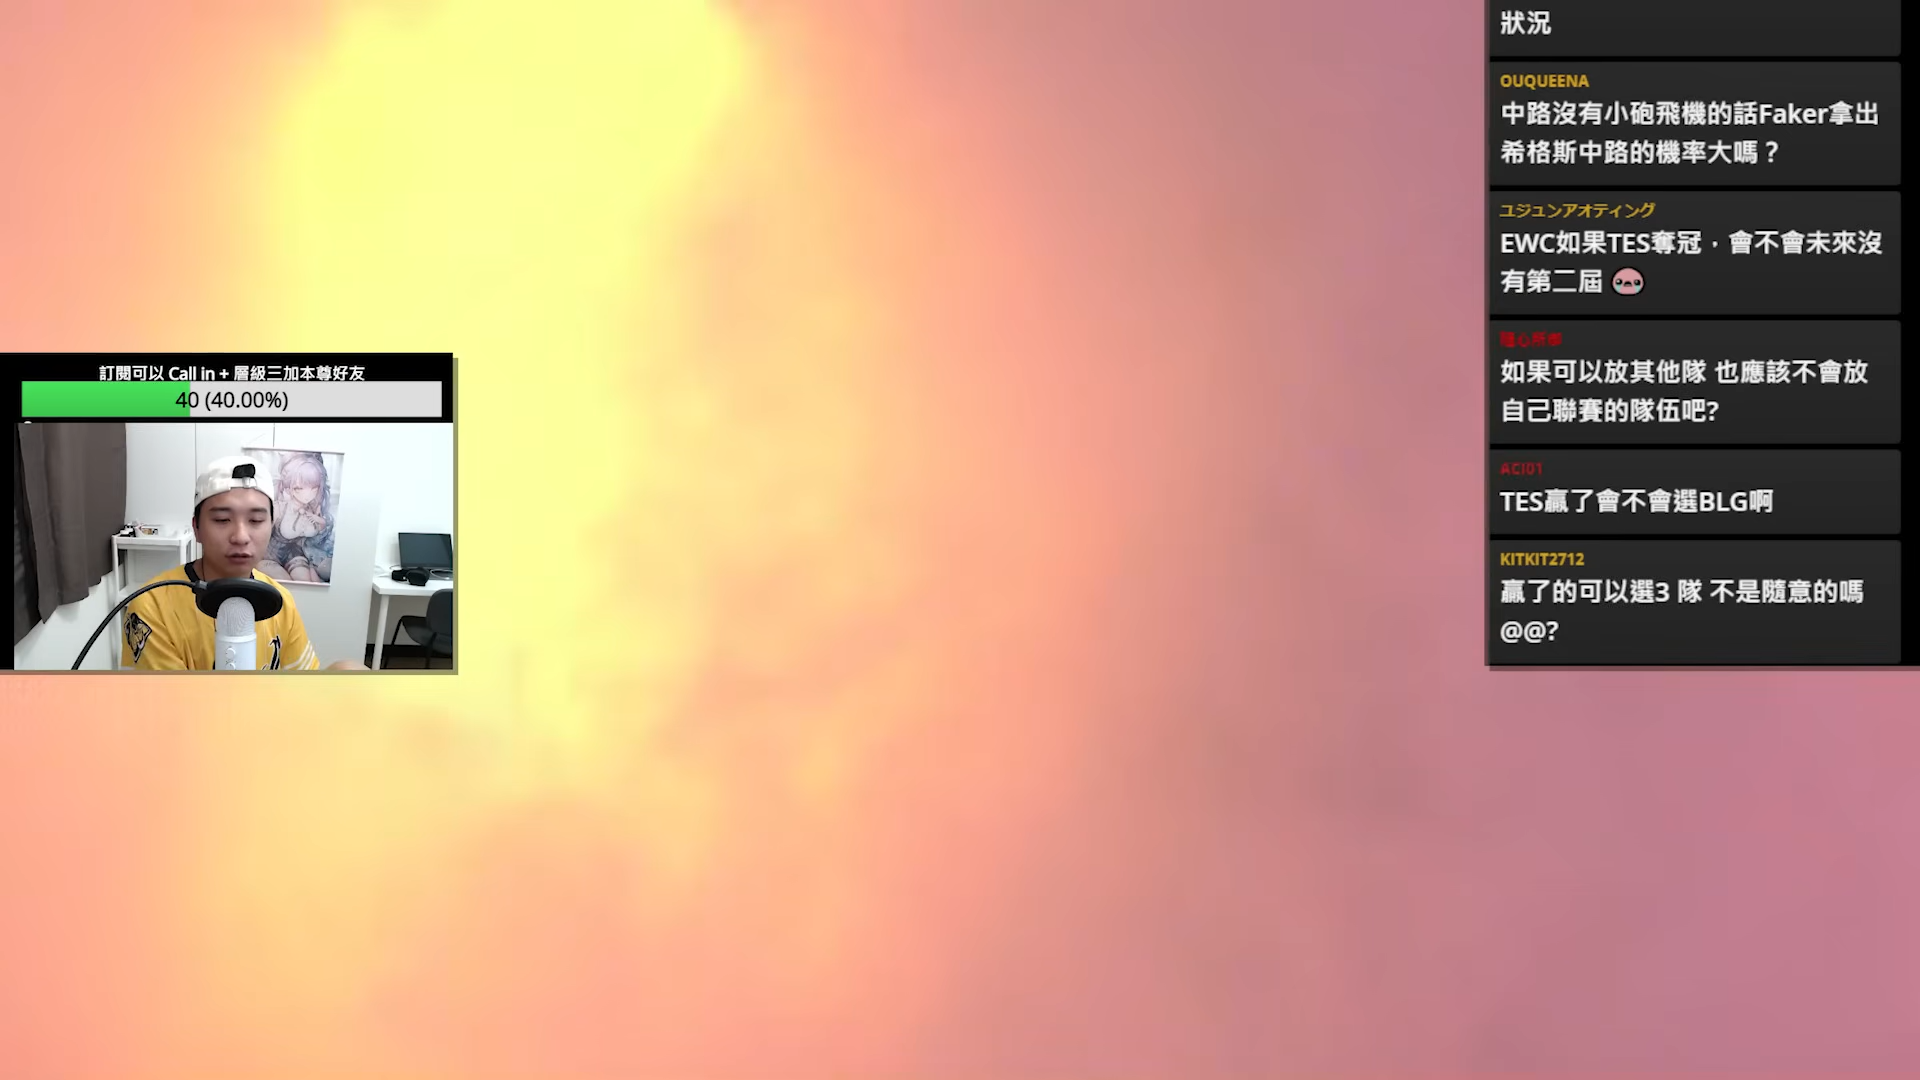 訂閱可以 Call in + 層級三加本尊好友
40 (40.00%)
狀況
OUQUEENA
中路沒有小砲飛機的話Faker拿出
希格斯中路的機率大嗎？
ユジュンアオティング
EWC如果TES奪冠，會不會未來沒
有第二屆
隨心所欲
如果可以放其他隊 也應該不會放
自己聯賽的隊伍吧?
ACI01
TES贏了會不會選BLG啊
KITKIT2712
贏了的可以選3 隊 不是隨意的嗎
@@?